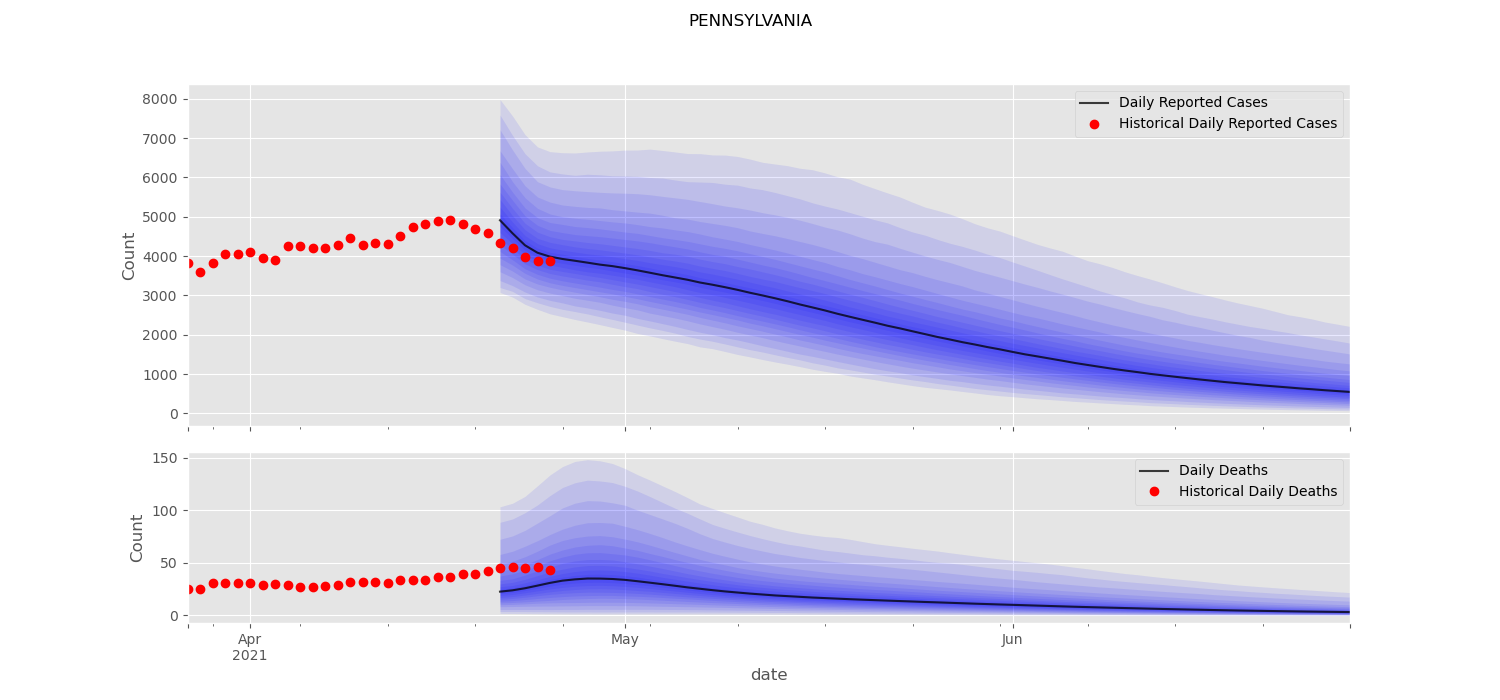 PENNSYLVANIA
8000
7000
6000
5000
4000
3000
2000
1000
0
Count
Daily Reported Cases
Historical Daily Reported Cases
150
100
50
0
Count
Daily Deaths
Historical Daily Deaths
Apr
2021
May
Jun
date